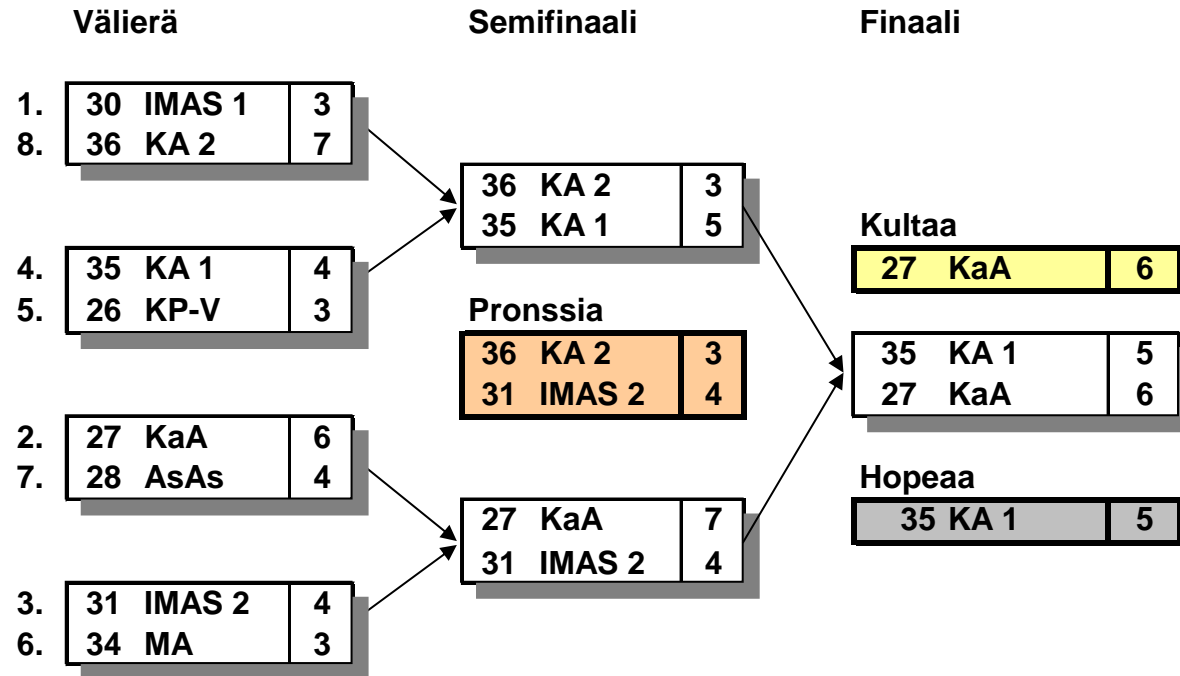 Välierä
Semifinaali
Finaali
1. 30 IMAS 1 3
8. 36 KA 2 7
4. 35 KA 1 4
5. 26 KP-V 3
2. 27 KaA 6
7. 28 AsAs 4
3. 31 IMAS 2 4
6. 34 MA 3
36 KA 2 3
35 KA 1 5
Pronssia
36 KA 2 3
31 IMAS 2 4
27 KaA 7
31 IMAS 2 4
Kultaa
27 KaA 6
35 KA 1 5
27 KaA 6
Hopeaa
35 KA 1 5